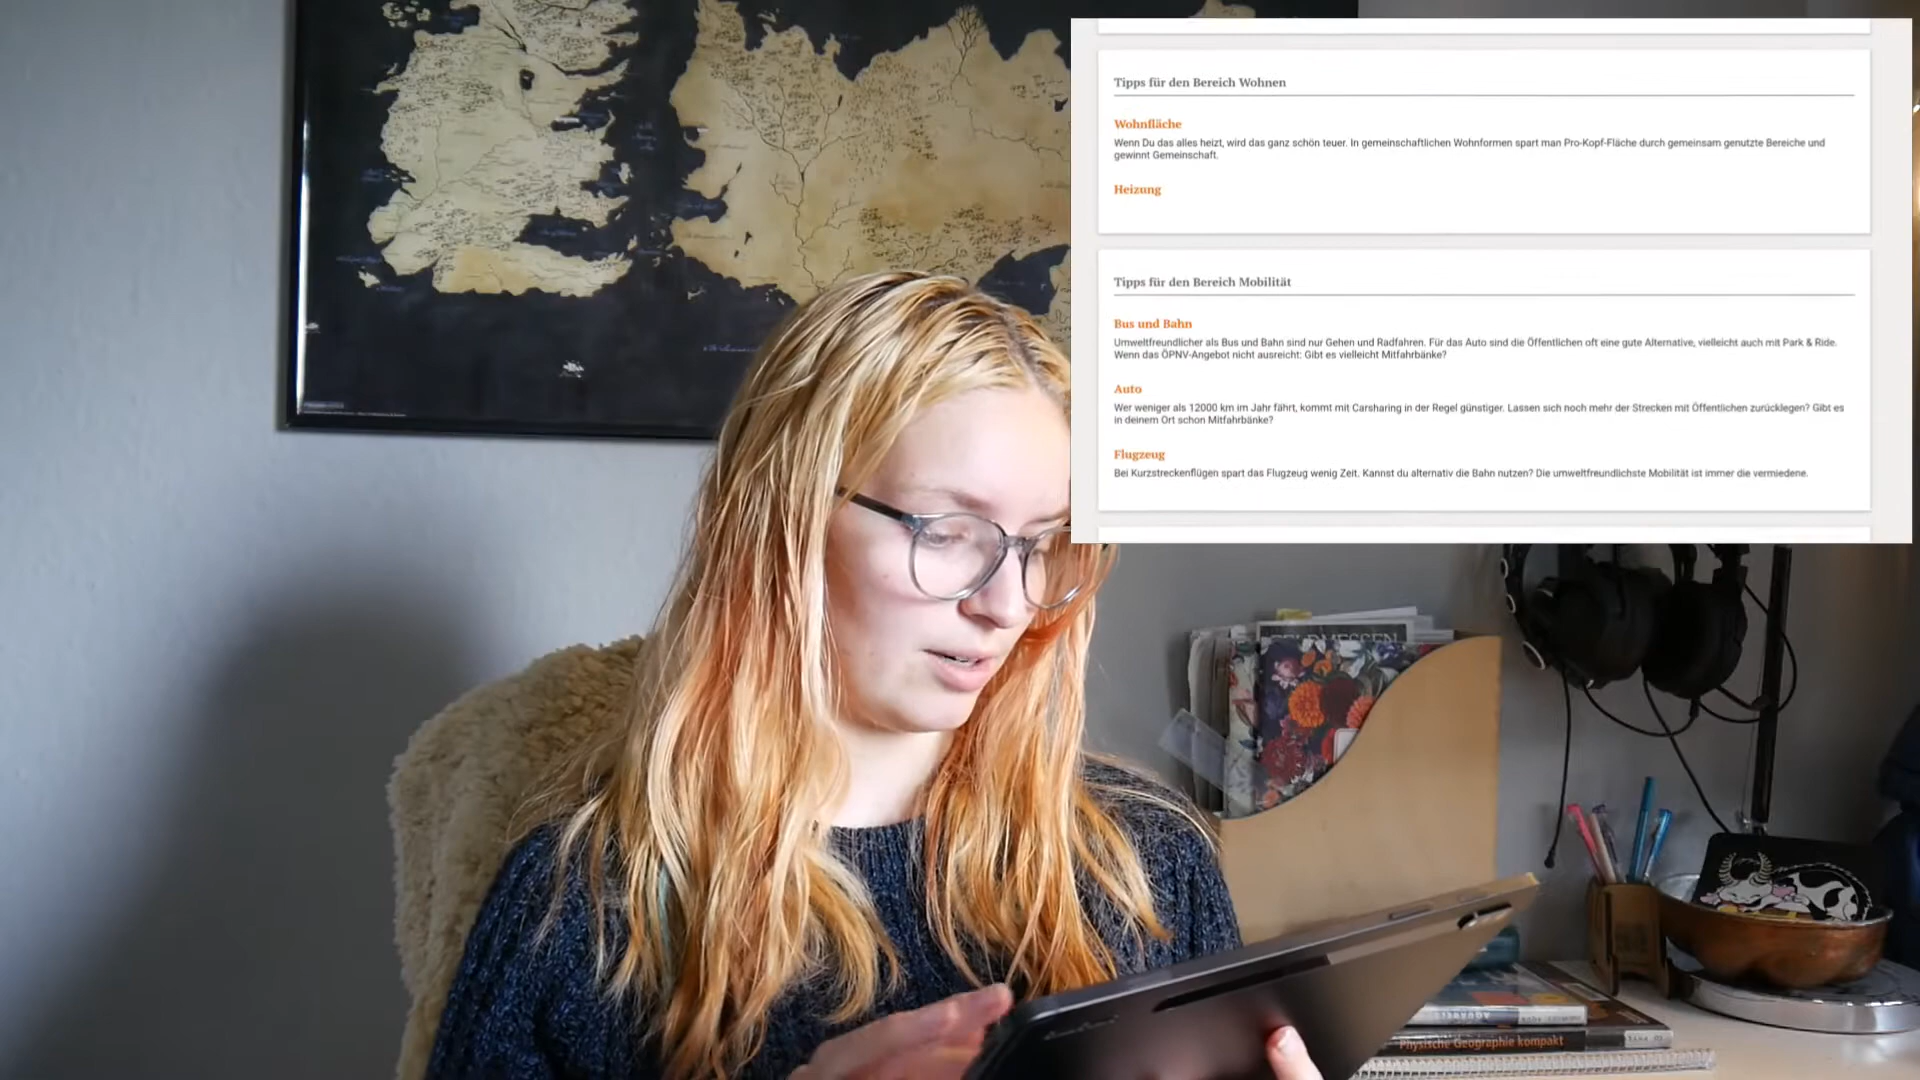 Tipps für den Bereich Wohnen
Wohnfläche
Wenn Du das alles heizt, wird das ganz schön teuer. In gemeinschaftlichen Wohnformen spart man Pro-Kopf-Fläche durch gemeinsam genutzte Bereiche und
gewinnt Gemeinschaft.
Heizung
Tipps für den Bereich Mobilität
Bus und Bahn
Umweltfreundlicher als Bus und Bahn sind nur Gehen und Radfahren. Für das Auto sind die Öffentlichen oft eine gute Alternative, vielleicht auch mit Park & Ride.
Wenn das ÖPNV-Angebot nicht ausreicht: Gibt es vielleicht Mitfahrbänke?
Auto
Wer weniger als 12000 km im Jahr fährt, kommt mit Carsharing in der Regel günstiger. Lassen sich noch mehr der Strecken mit Öffentlichen zurücklegen? Gibt es
in deinem Ort schon Mitfahrbänke?
Flugzeug
Bei Kurzstreckenflügen spart das Flugzeug wenig Zeit. Kannst du alternativ die Bahn nutzen? Die umweltfreundlichste Mobilität ist immer die vermiedene.
FELDMESSEN
AQUARELL
Physische Geographie kompakt